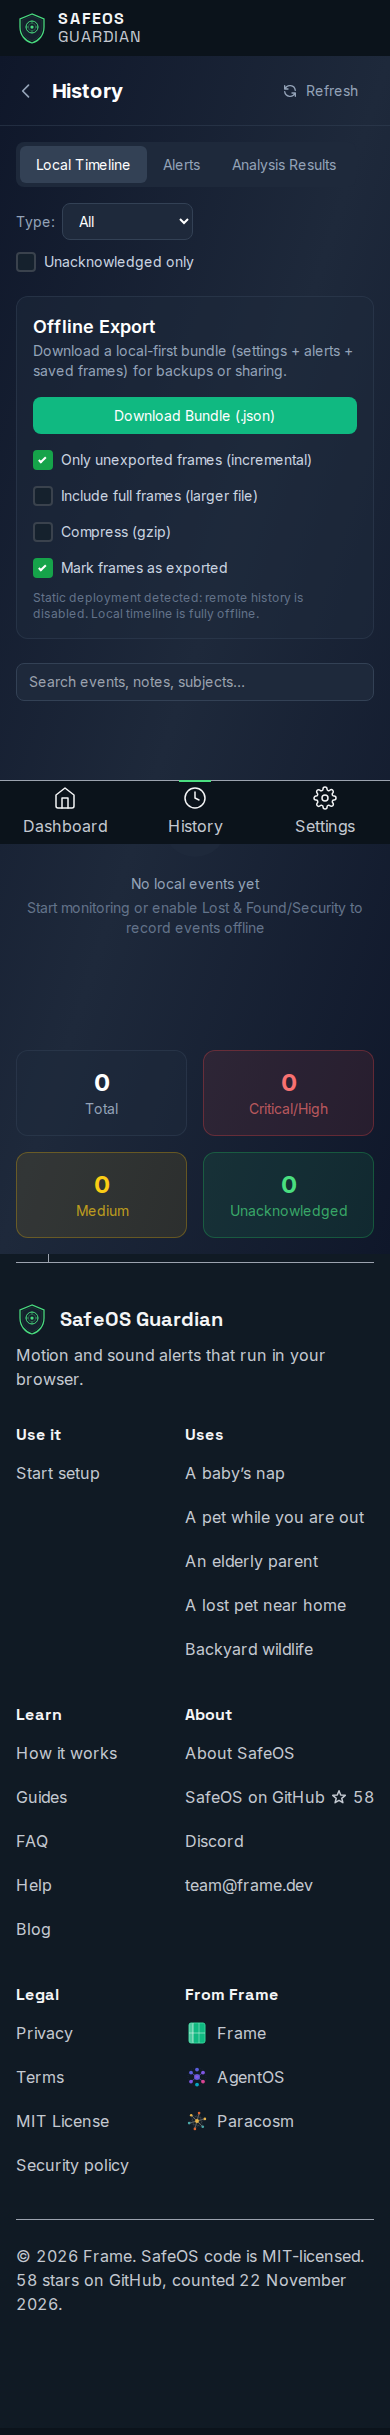 SAFEOS
GUARDIAN
History
Refresh
Local Timeline
Alerts
Analysis Results
Type:
All
Unacknowledged only
Offline Export
Download a local-first bundle (settings + alerts +
saved frames) for backups or sharing.
Download Bundle (.json)
Only unexported frames (incremental)
Include full frames (larger file)
Compress (gzip)
Mark frames as exported
Static deployment detected: remote history is
disabled. Local timeline is fully offline.
Search events, notes, subjects...
Dashboard
History
Settings
No local events yet
Start monitoring or enable Lost & Found/Security to
record events offline
0
Total
0
Critical/High
0
Medium
0
Unacknowledged
SafeOS Guardian
Motion and sound alerts that run in your
browser.
Use it
Start setup
Uses
A baby’s nap
A pet while you are out
An elderly parent
A lost pet near home
Backyard wildlife
Learn
How it works
Guides
FAQ
Help
Blog
About
About SafeOS
SafeOS on GitHub ☆ 58
Discord
team@frame.dev
Legal
Privacy
Terms
MIT License
Security policy
From Frame
Frame
AgentOS
Paracosm
© 2026 Frame. SafeOS code is MIT-licensed.
58 stars on GitHub, counted 22 November
2026.